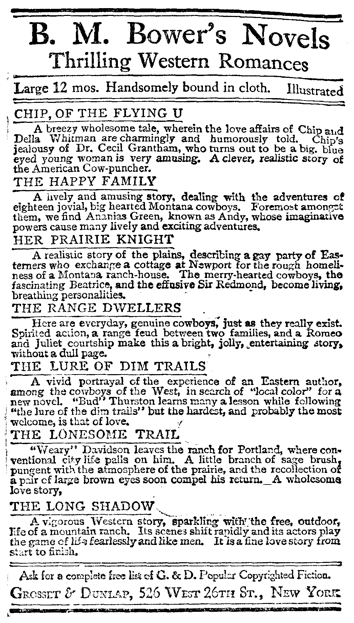 B. M. Bower's Novels
Thrilling Western Romances
Large 12 mos. Handsomely bound in cloth. Illustrated
CHIP, OF THE FLYING U
A breezy wholesome tale, wherein the love affairs of Chip and
Della Whitman are charmingly and humorously told. Chip's
jealousy of Dr. Cecil Grantham, who turns out to be a big, blue
eyed young woman is very amusing. A clever, realistic story of
the American Cow-puncher.
THE HAPPY FAMILY
A lively and amusing story, dealing with the adventures of
eighteen jovial, big hearted Montana cowboys. Foremost amongst
them, we find Ananias Green, known as Andy, whose imaginative
powers cause many lively and exciting adventures.
HER PRAIRIE KNIGHT
A realistic story of the plains, describing a gay party of Eas-
terners who exchange a cottage at Newport for the rough homeli-
ness of a Montana ranch-house. The merry-hearted cowboys, the
fascinating Beatrice, and the effusive Sir Redmond, become living,
breathing personalities.
THE RANGE DWELLERS
Here are everyday, genuine cowboys, just as they really exist.
Spirited action, a range feud between two families, and a Romeo
and Juliet courtship make this a bright, jolly, entertaining story,
without a dull page.
THE LURE OF DIM TRAILS
A vivid portrayal of the experience of an Eastern author,
among the cowboys of the West, in search of "local color" for a
new novel. "Bud" Thurston learns many a lesson while following
"the lure of the dim trails" but the hardest, and probably the most
welcome, is that of love.
THE LONESOME TRAIL
"Weary" Davidson leaves the ranch for Portland, where con-
ventional city life palls on him. A little branch of sage brush,
pungent with the atmosphere of the prairie, and the recollection of
a pair of large brown eyes soon compel his return. A wholesome
love story,
THE LONG SHADOW
A vigorous Western story, sparkling with the free, outdoor,
life of a mountain ranch. Its scenes shift rapidly and its actors play
the game of life fearlessly and like men. It is a fine love story from
start to finish.
Ask for a complete free list of G. & D. Popular Copyrighted Fiction.
Grosset & Dunlap, 526 West 26th St., New York